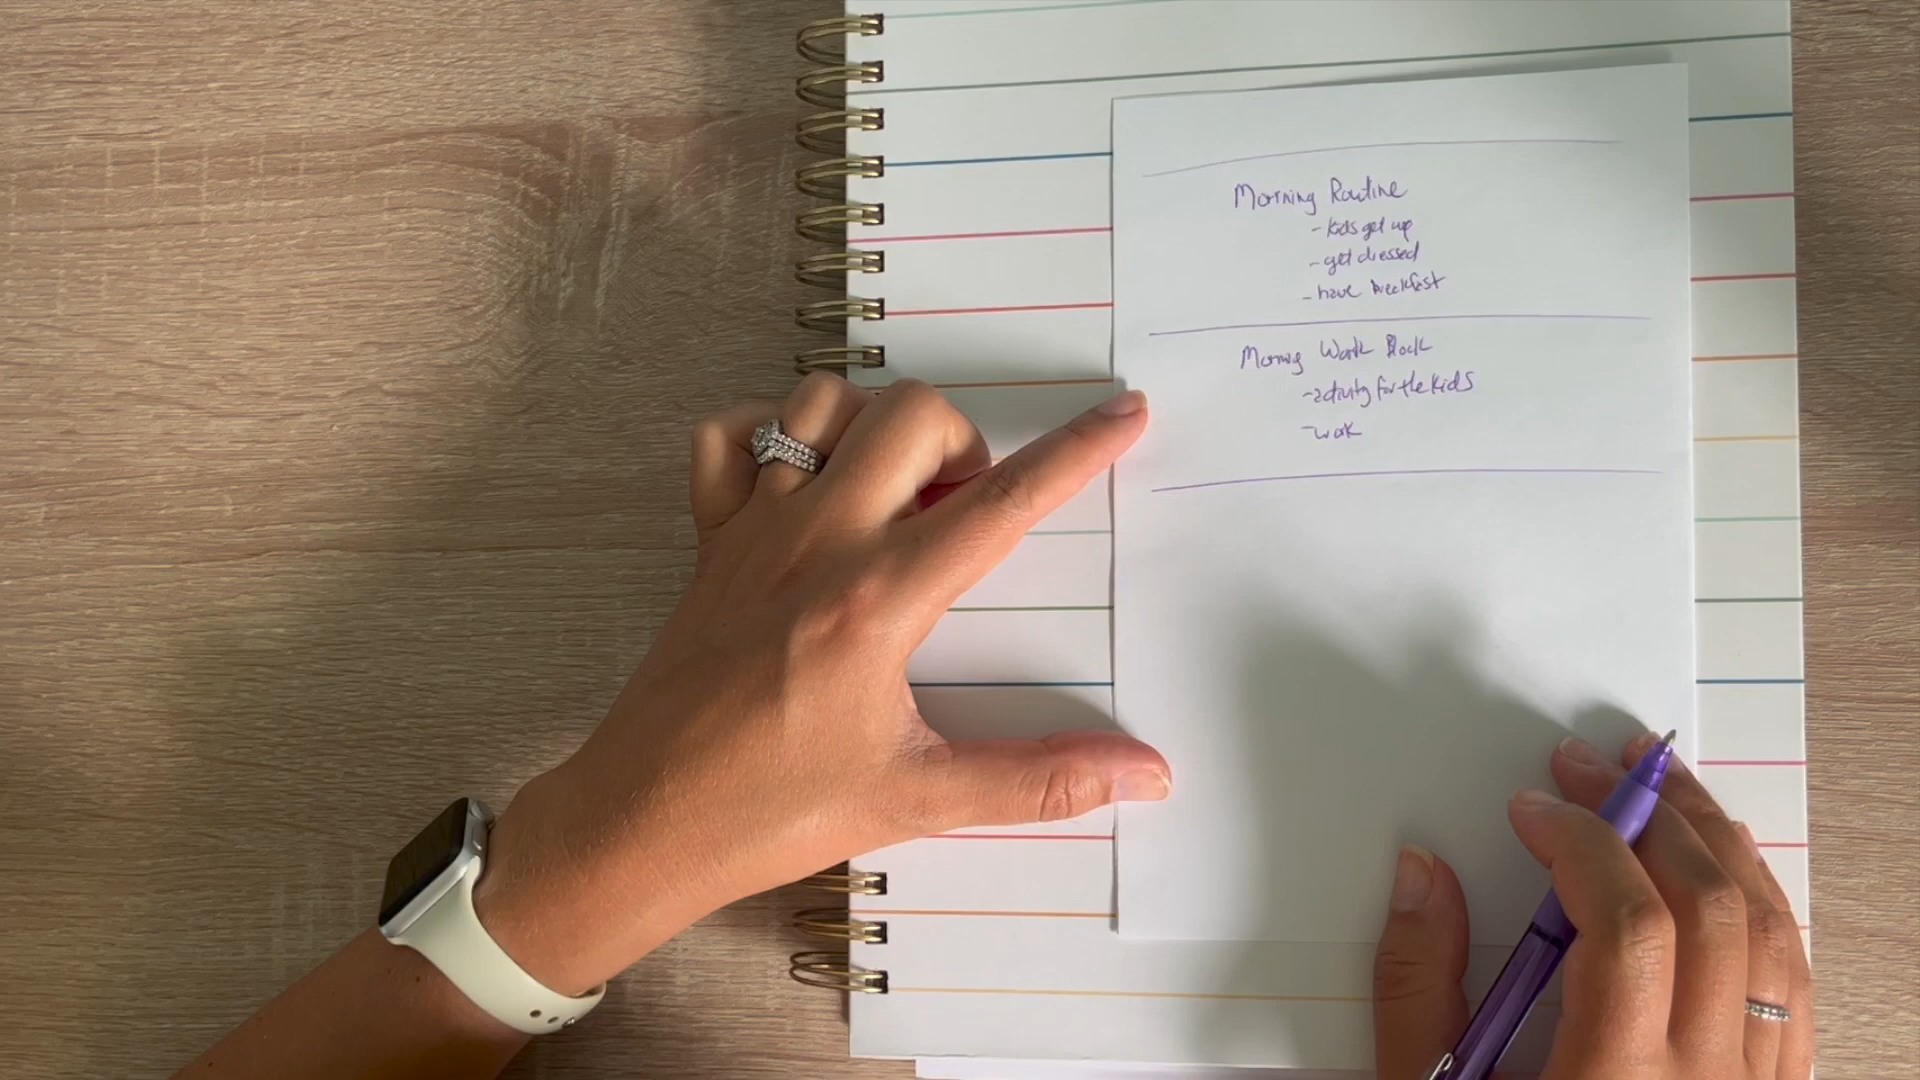 Morning Routine
- kids get up
- get dressed
- have breakfast
Morning Work Block
- activity for the kids
- work